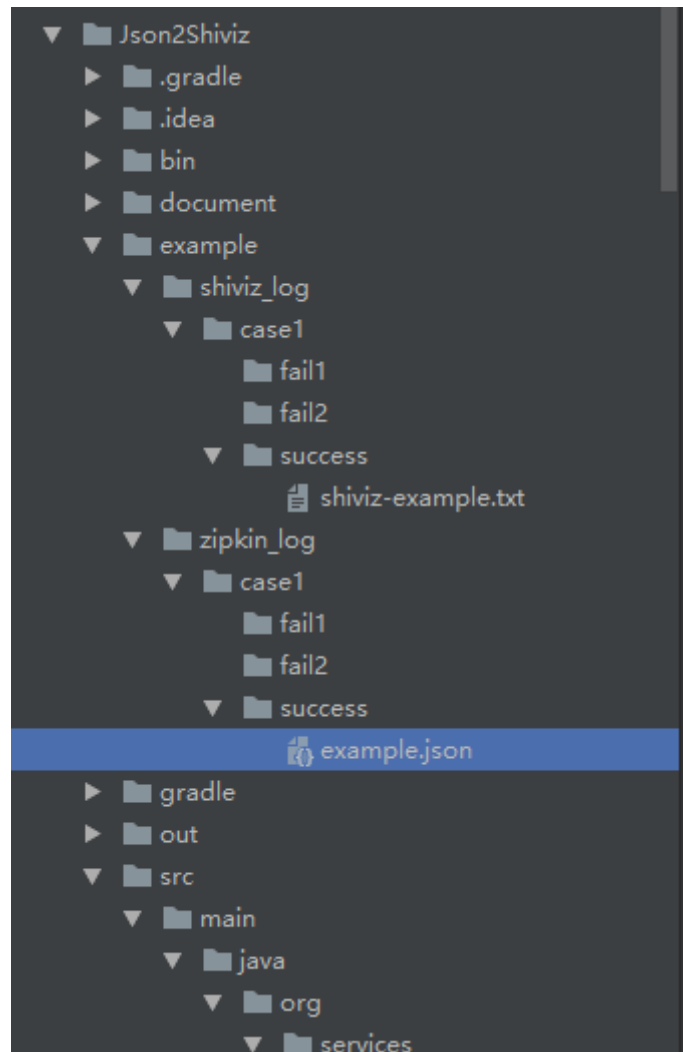 Json2Shiviz
.gradle
.idea
bin
document
example
shiviz_log
case1
fail1
fail2
success
shiviz-example.txt
zipkin_log
case1
fail1
fail2
success
example.json
gradle
out
src
main
java
org
services